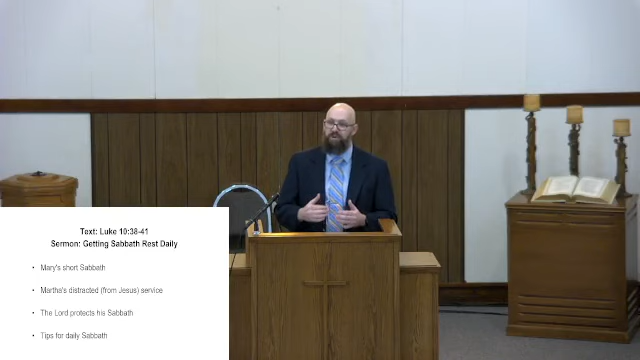 Text: Luke 10:38-41
Sermon: Getting Sabbath Rest Daily
• Mary's short Sabbath
• Martha's distracted (from Jesus) service
• The Lord protects his Sabbath
• Tips for daily Sabbath